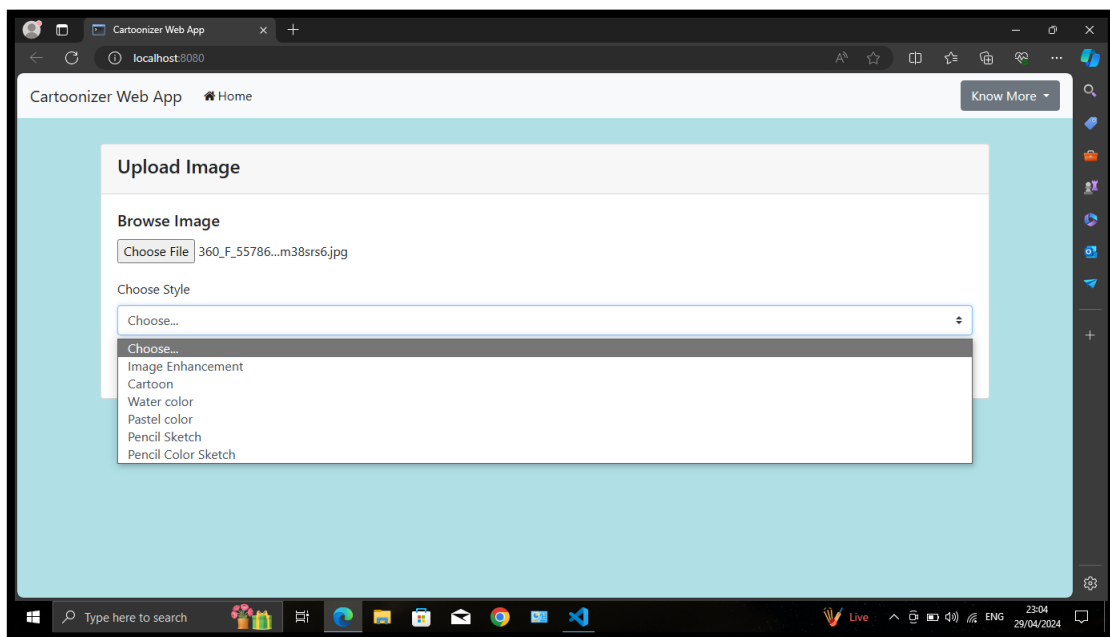 Cartoonizer Web App
localhost:8080
Cartoonizer Web App Home Know More
Upload Image
Browse Image
Choose File 360_F_55786...m38srs6.jpg
Choose Style
Choose...
Choose...
Image Enhancement
Cartoon
Water color
Pastel color
Pencil Sketch
Pencil Color Sketch
Type here to search Live ENG 23:04
29/04/2024